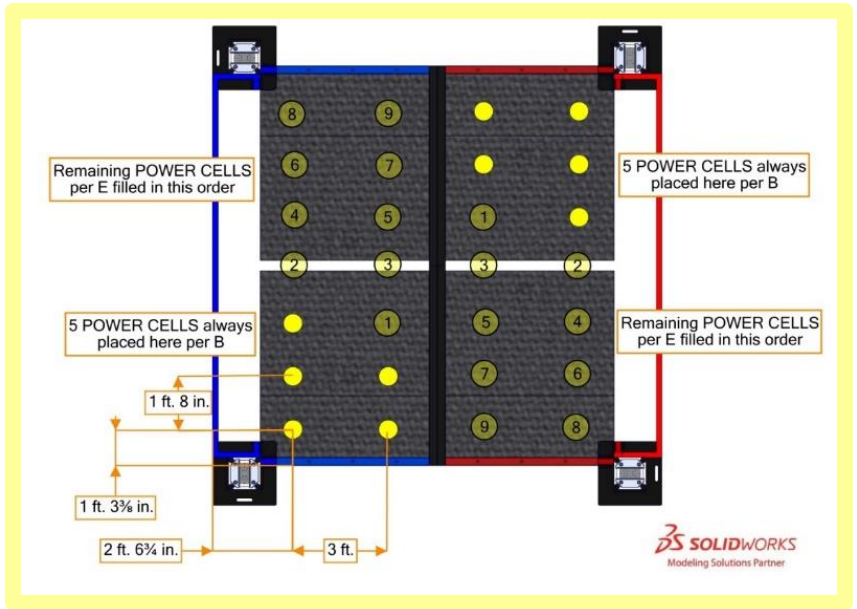 8 9
Remaining POWER CELLS
per E filled in this order
6 7
5 POWER CELLS always
placed here per B
4 5
1
2 3
3 2
5 POWER CELLS always
placed here per B
1
5 4
Remaining POWER CELLS
per E filled in this order
7 6
1 ft. 8 in.
9 8
1 ft. 3⅜ in.
2 ft. 6¾ in.
3 ft.
3DS SOLIDWORKS
Modeling Solutions Partner